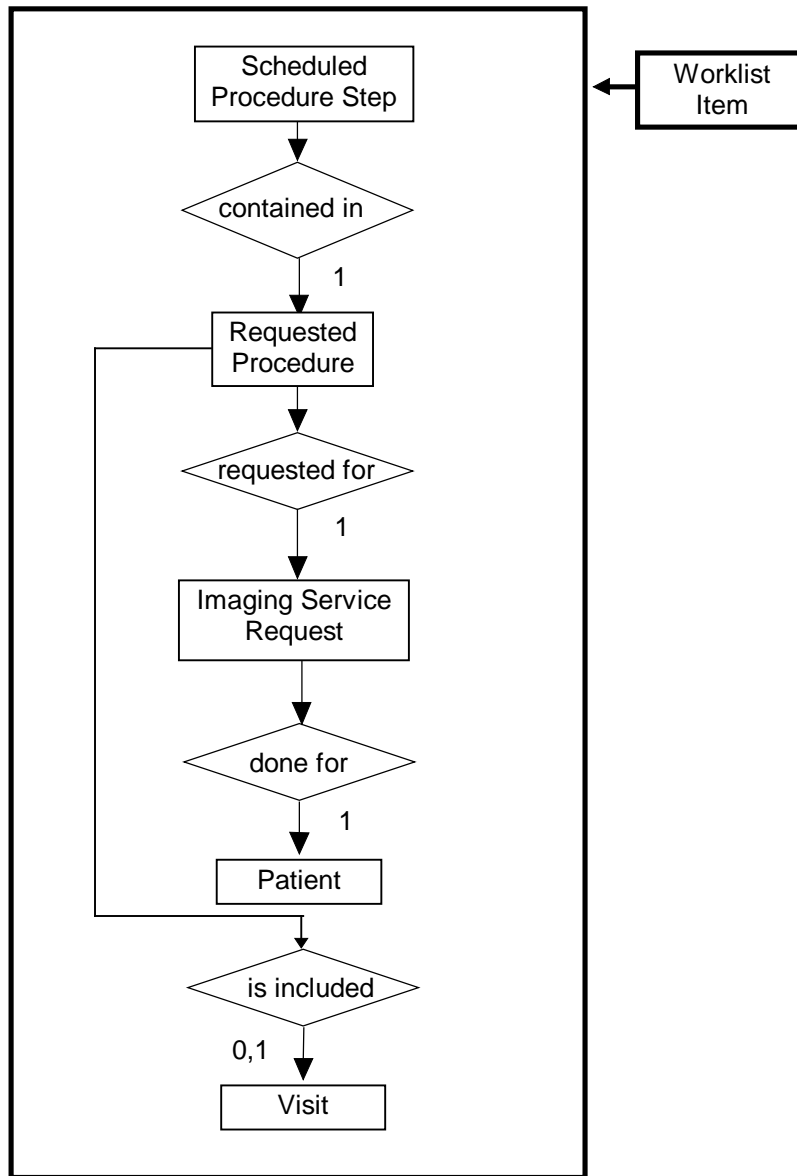 Scheduled
Procedure Step
Worklist
Item
contained in
1
Requested
Procedure
requested for
1
Imaging Service
Request
done for
1
Patient
is included
0,1
Visit